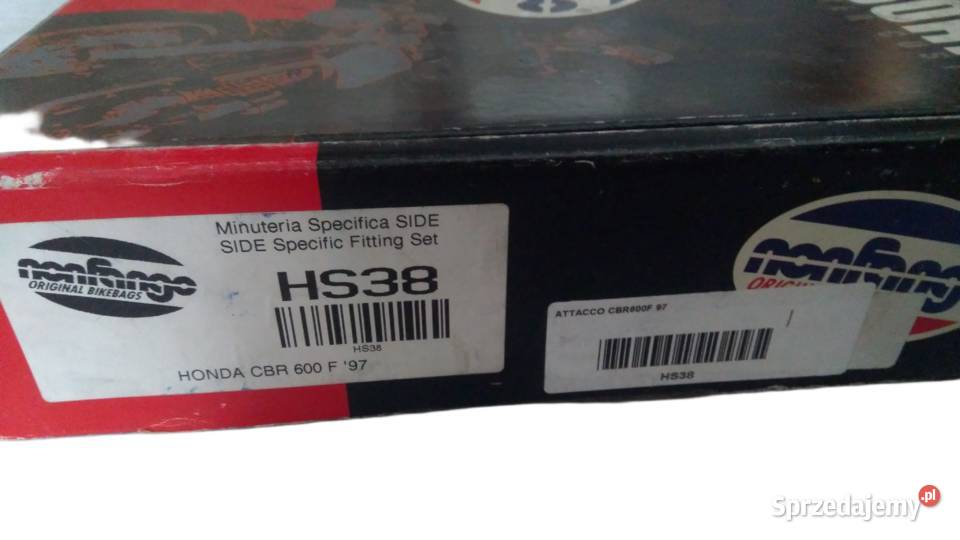 Minuteria Specifica SIDE
SIDE Specific Fitting Set
nonfango
ORIGINAL BIKEBAGS
HS38
HS38
HONDA CBR 600 F '97
nonfango
ATTACCO CBR600F 97
HS38
Sprzedajemy.pl